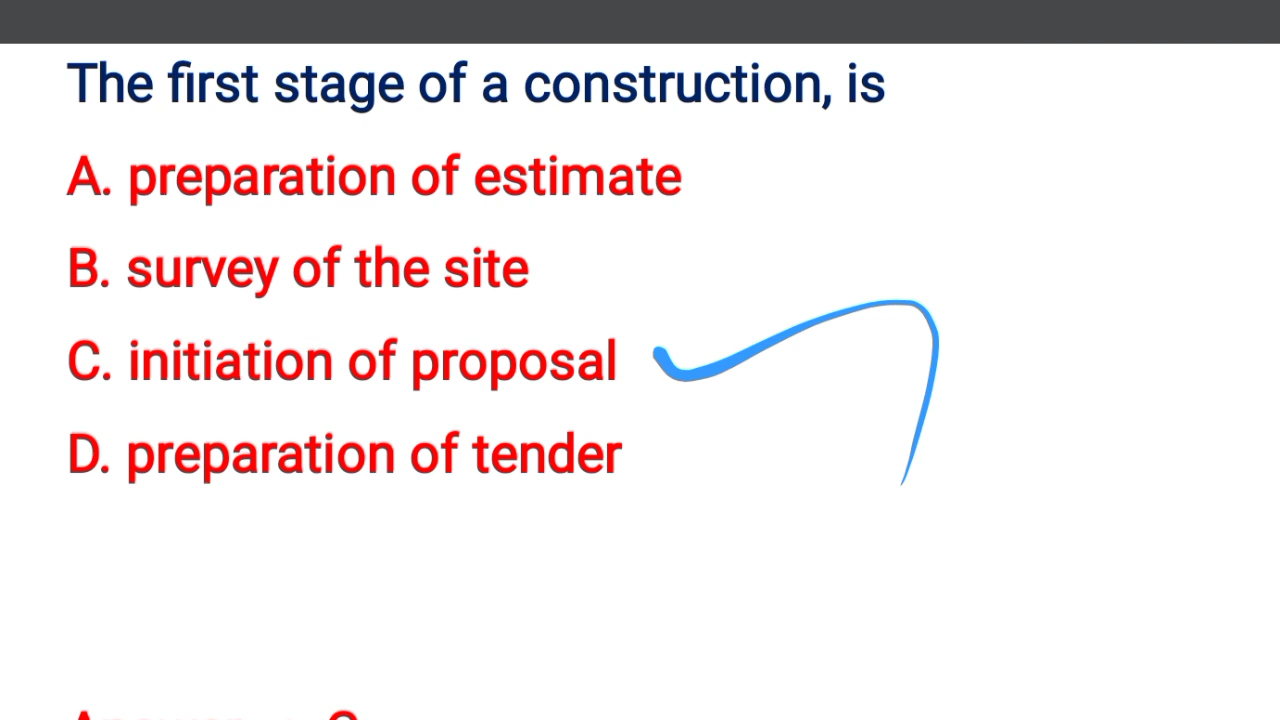 The first stage of a construction, is
A. preparation of estimate
B. survey of the site
C. initiation of proposal
D. preparation of tender